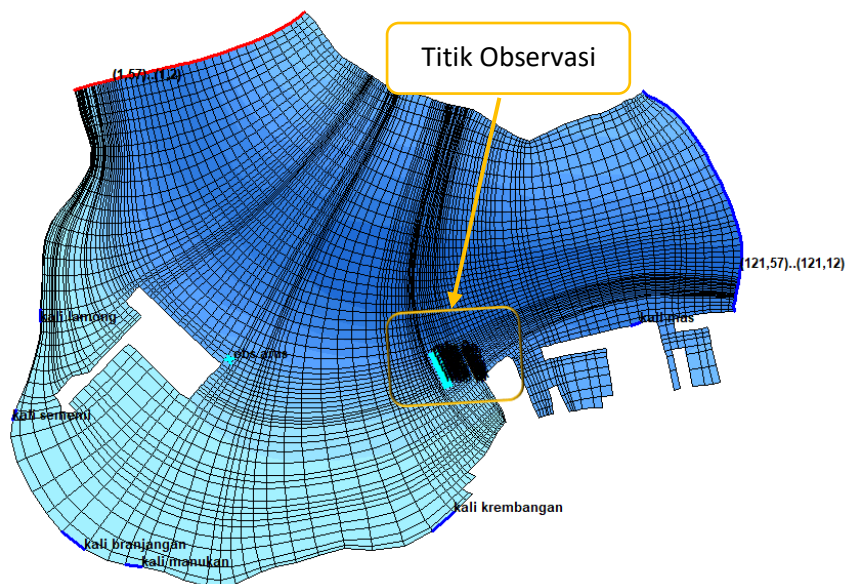 Titik Observasi
(1,57)..(1,2)
(121,57)..(121,12)
kali lamong
kali mas
obs arus
kali sememi
kali krembangan
kali branjangan
kali manukan